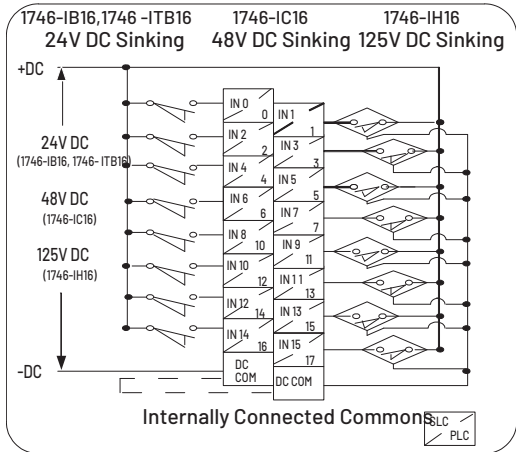 1746-IB16,1746 -ITB16 1746-IC16 1746-IH16
24V DC Sinking 48V DC Sinking 125V DC Sinking
+DC
24V DC
(1746-IB16, 1746- ITB16)
48V DC
(1746-IC16)
125V DC
(1746-IH16)
-DC
IN 0
0
IN 1
1
IN 2
2
IN 3
3
IN 4
4
IN 5
5
IN 6
6
IN 7
7
IN 8
10
IN 9
11
IN 10
12
IN 11
13
IN 12
14
IN 13
15
IN 14
16
IN 15
17
DC
COM
DC COM
Internally Connected Commons
SLC
PLC